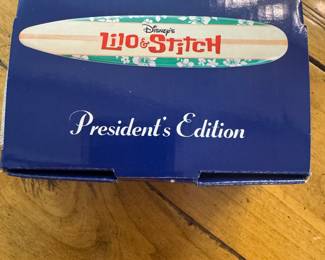 Disney's
Lilo & Stitch
President's Edition